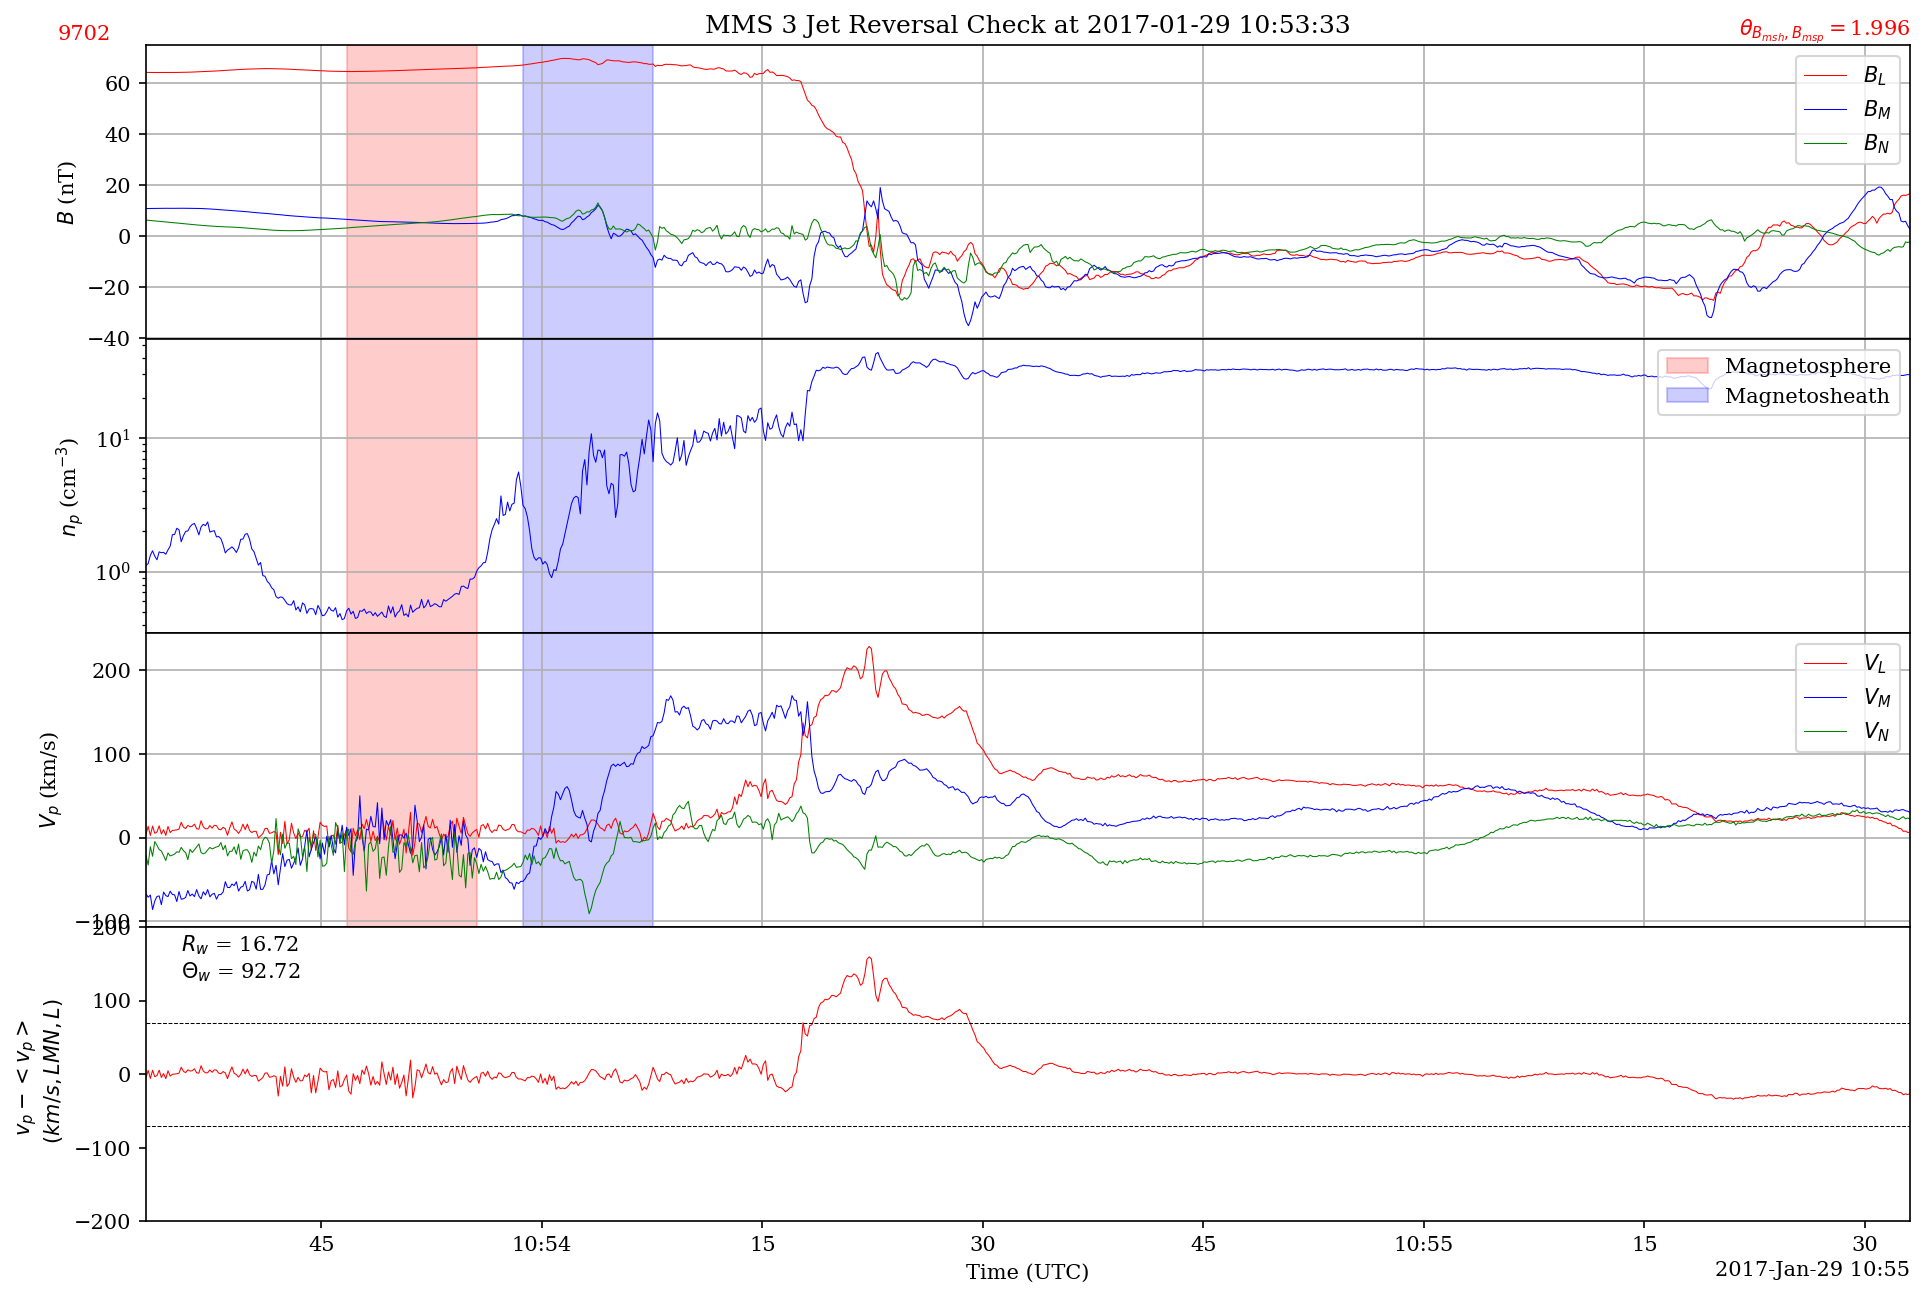 MMS 3 Jet Reversal Check at 2017-01-29 10:53:33
9702
θ_{B_{msh}, B_{msp}} = 1.996
60
40
20
0
−20
−40
B (nT)
B_L
B_M
B_N
10^1
10^0
n_p (cm^{-3})
Magnetosphere
Magnetosheath
200
100
0
−100
V_p (km/s)
V_L
V_M
V_N
200
100
0
−100
−200
v_p − <v_p>
(km/s, LMN, L)
R_w = 16.72
Θ_w = 92.72
45 10:54 15 30 45 10:55 15 30
Time (UTC)
2017-Jan-29 10:55